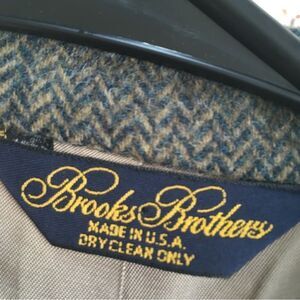 Brooks Brothers
MADE IN U.S.A.
DRY CLEAN ONLY